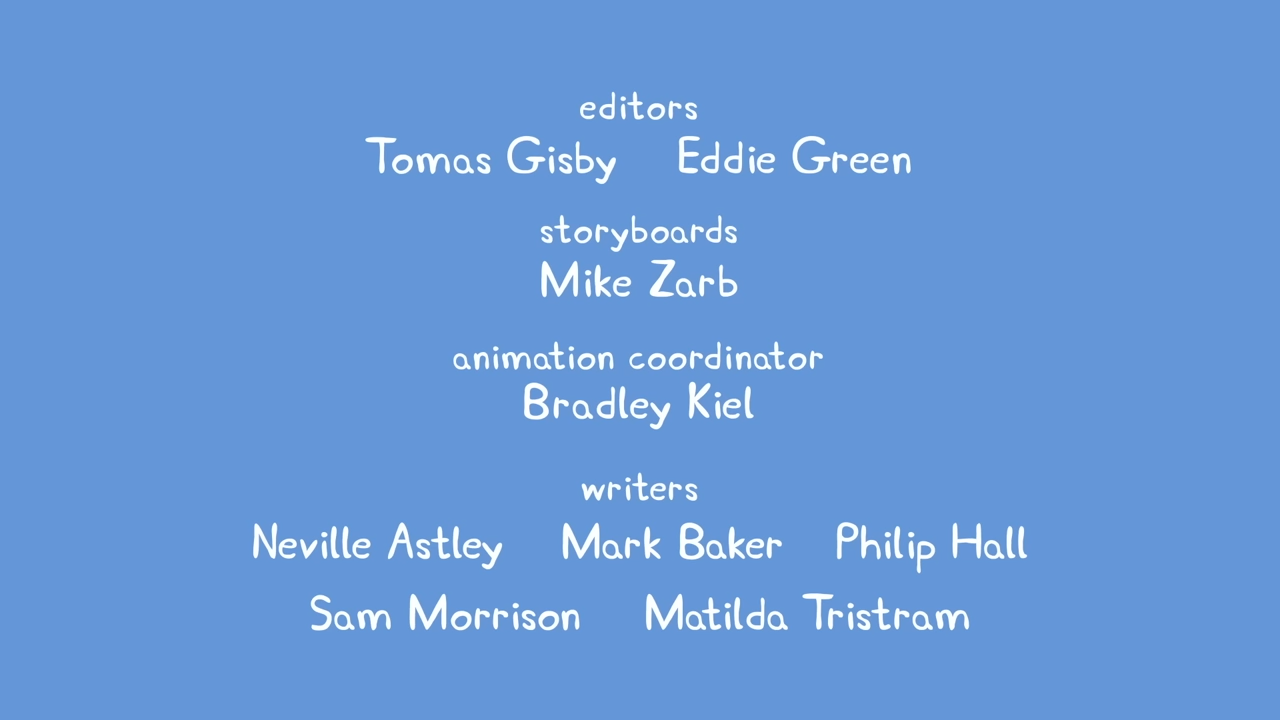 editors
Tomas Gisby Eddie Green
storyboards
Mike Zarb
animation coordinator
Bradley Kiel
writers
Neville Astley Mark Baker Philip Hall
Sam Morrison Matilda Tristram